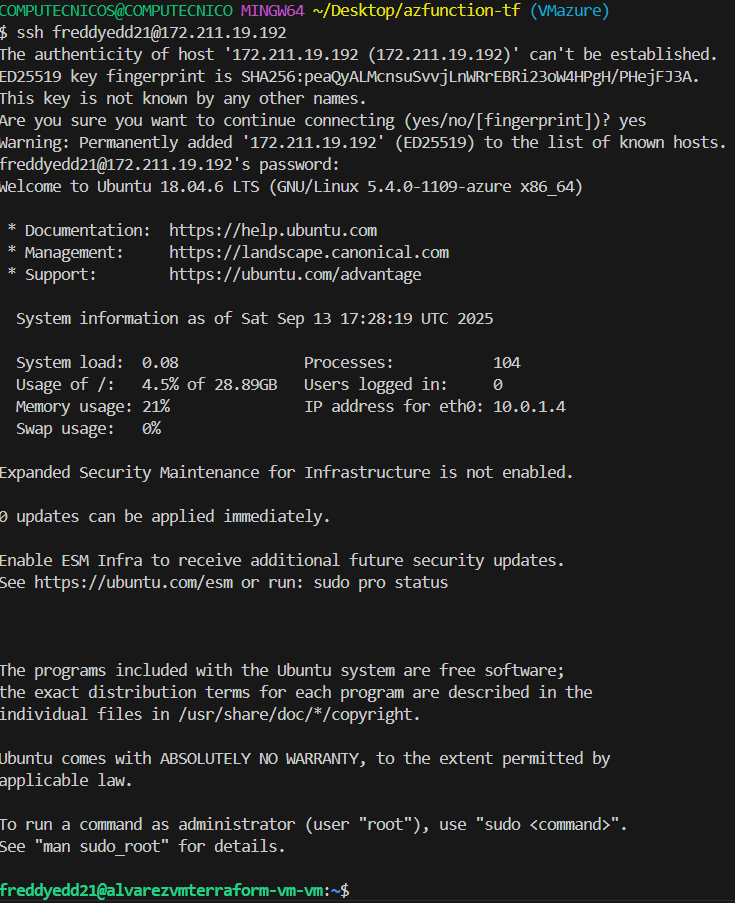 COMPUTECNICOS@COMPUTECNICO MINGW64 ~/Desktop/azfunction-tf (VMazure)
$ ssh freddyedd21@172.211.19.192
The authenticity of host '172.211.19.192 (172.211.19.192)' can't be established.
ED25519 key fingerprint is SHA256:peaQyALMcnsuSvvjLnWRrEBRi23oW4HPgH/PHejFJ3A.
This key is not known by any other names.
Are you sure you want to continue connecting (yes/no/[fingerprint])? yes
Warning: Permanently added '172.211.19.192' (ED25519) to the list of known hosts.
freddyedd21@172.211.19.192's password:
Welcome to Ubuntu 18.04.6 LTS (GNU/Linux 5.4.0-1109-azure x86_64)
* Documentation:  https://help.ubuntu.com
* Management:     https://landscape.canonical.com
* Support:        https://ubuntu.com/advantage
System information as of Sat Sep 13 17:28:19 UTC 2025
System load:  0.08               Processes:           104
Usage of /:   4.5% of 28.89GB   Users logged in:     0
Memory usage: 21%                IP address for eth0: 10.0.1.4
Swap usage:   0%
Expanded Security Maintenance for Infrastructure is not enabled.
0 updates can be applied immediately.
Enable ESM Infra to receive additional future security updates.
See https://ubuntu.com/esm or run: sudo pro status
The programs included with the Ubuntu system are free software;
the exact distribution terms for each program are described in the
individual files in /usr/share/doc/*/copyright.
Ubuntu comes with ABSOLUTELY NO WARRANTY, to the extent permitted by
applicable law.
To run a command as administrator (user "root"), use "sudo <command>".
See "man sudo_root" for details.
freddyedd21@alvarezvmterraform-vm-vm:~$